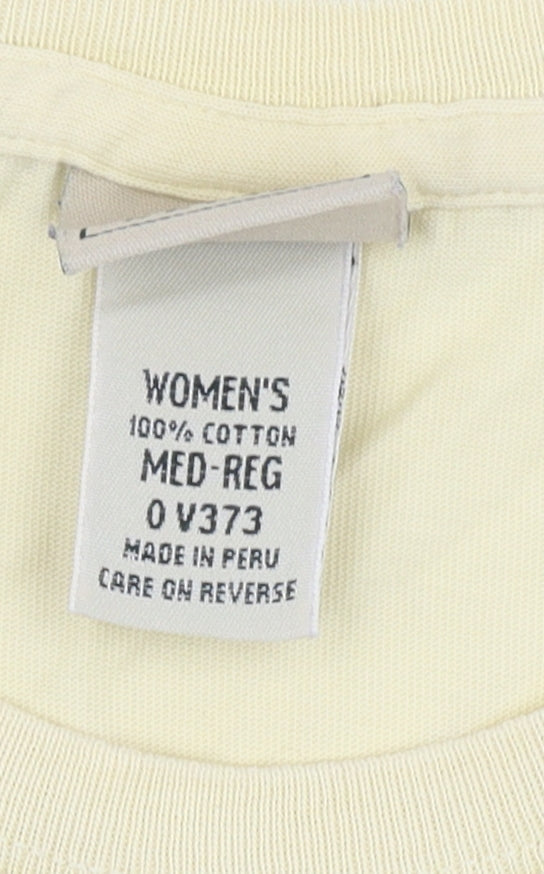 WOMEN'S
100% COTTON
MED-REG
0 V373
MADE IN PERU
CARE ON REVERSE